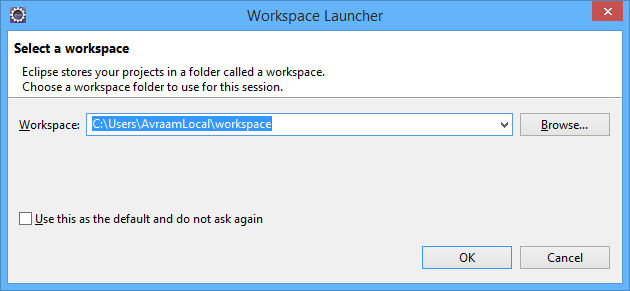 Workspace Launcher
Select a workspace
Eclipse stores your projects in a folder called a workspace.
Choose a workspace folder to use for this session.
Workspace: C:\Users\AvraamLocal\workspace Browse...
Use this as the default and do not ask again
OK Cancel